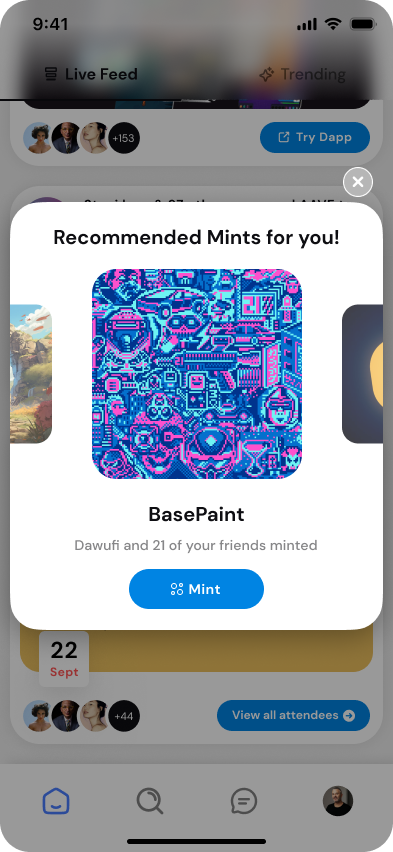 9:41
Live Feed
Trending
+153
Try Dapp
Recommended Mints for you!
BasePaint
Dawufi and 21 of your friends minted
Mint
22
Sept
+44
View all attendees